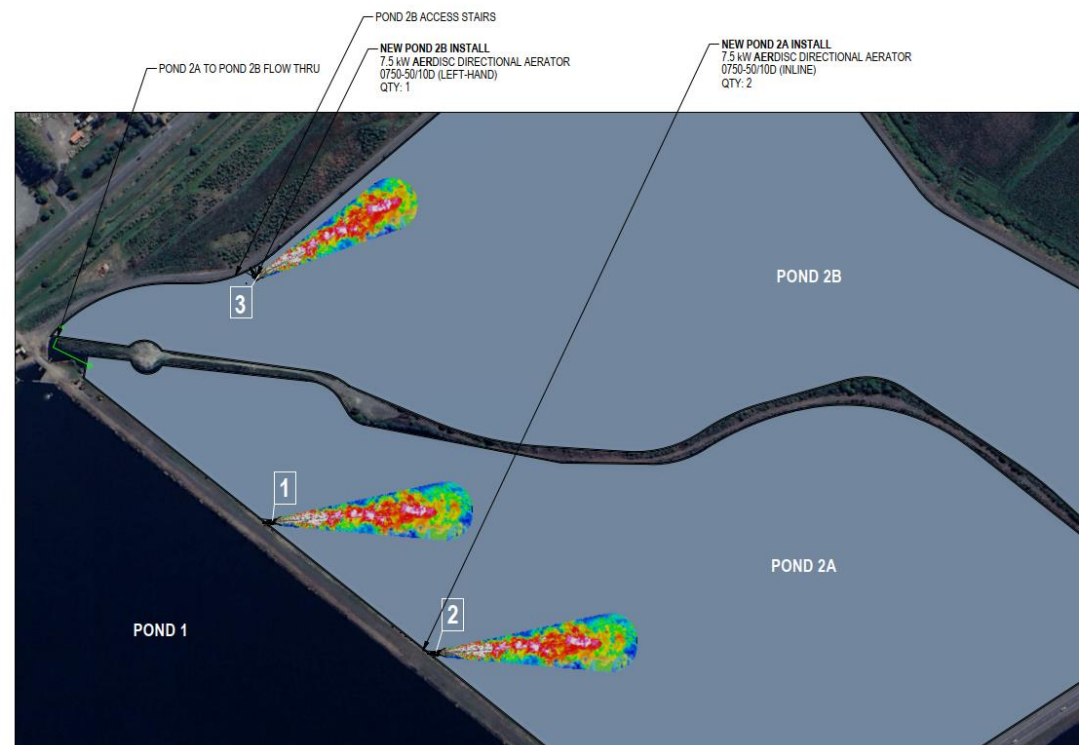 POND 2B ACCESS STAIRS
NEW POND 2B INSTALL
7.5 kW AERDISC DIRECTIONAL AERATOR
0750-50/10D (LEFT-HAND)
QTY: 1
NEW POND 2A INSTALL
7.5 kW AERDISC DIRECTIONAL AERATOR
0750-50/10D (INLINE)
QTY: 2
POND 2A TO POND 2B FLOW THRU
3
POND 2B
1
POND 2A
2
POND 1